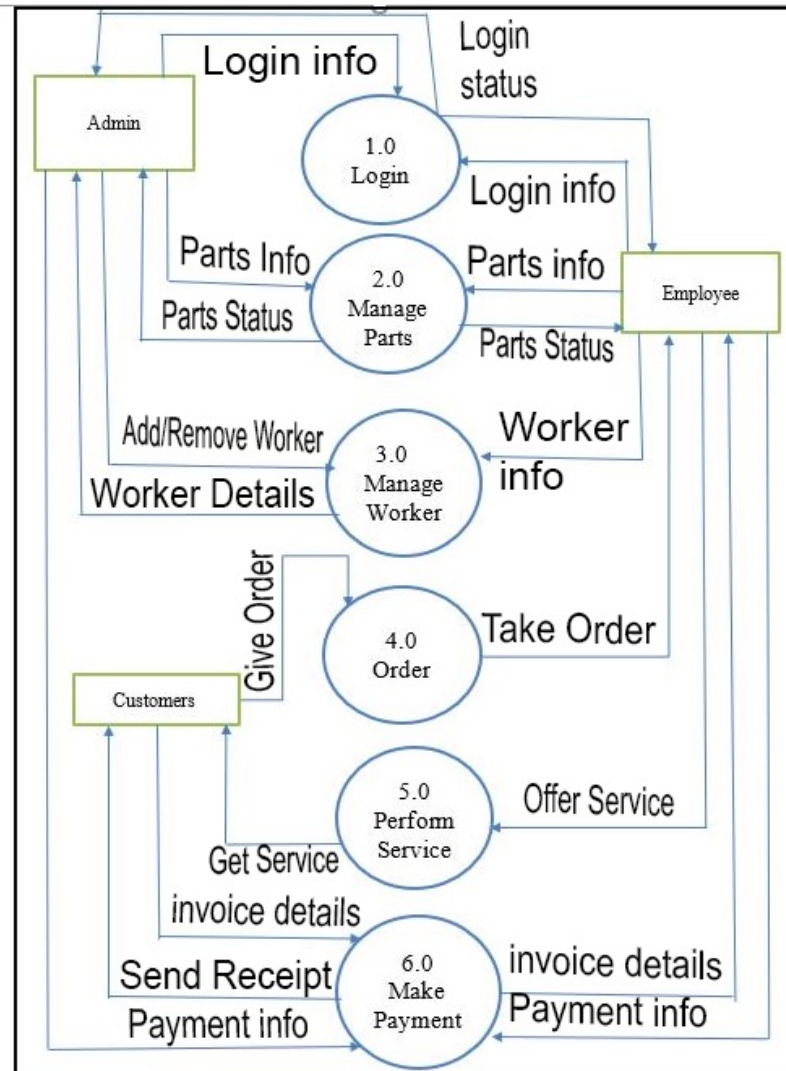 Login
status
Login info
Admin
1.0
Login
Login info
Parts Info
2.0
Manage
Parts
Parts info
Employee
Parts Status
Parts Status
Add/Remove Worker
3.0
Manage
Worker
Worker
info
Worker Details
Give Order
4.0
Order
Take Order
Customers
5.0
Perform
Service
Offer Service
Get Service
invoice details
6.0
Make
Payment
Send Receipt
invoice details
Payment info
Payment info